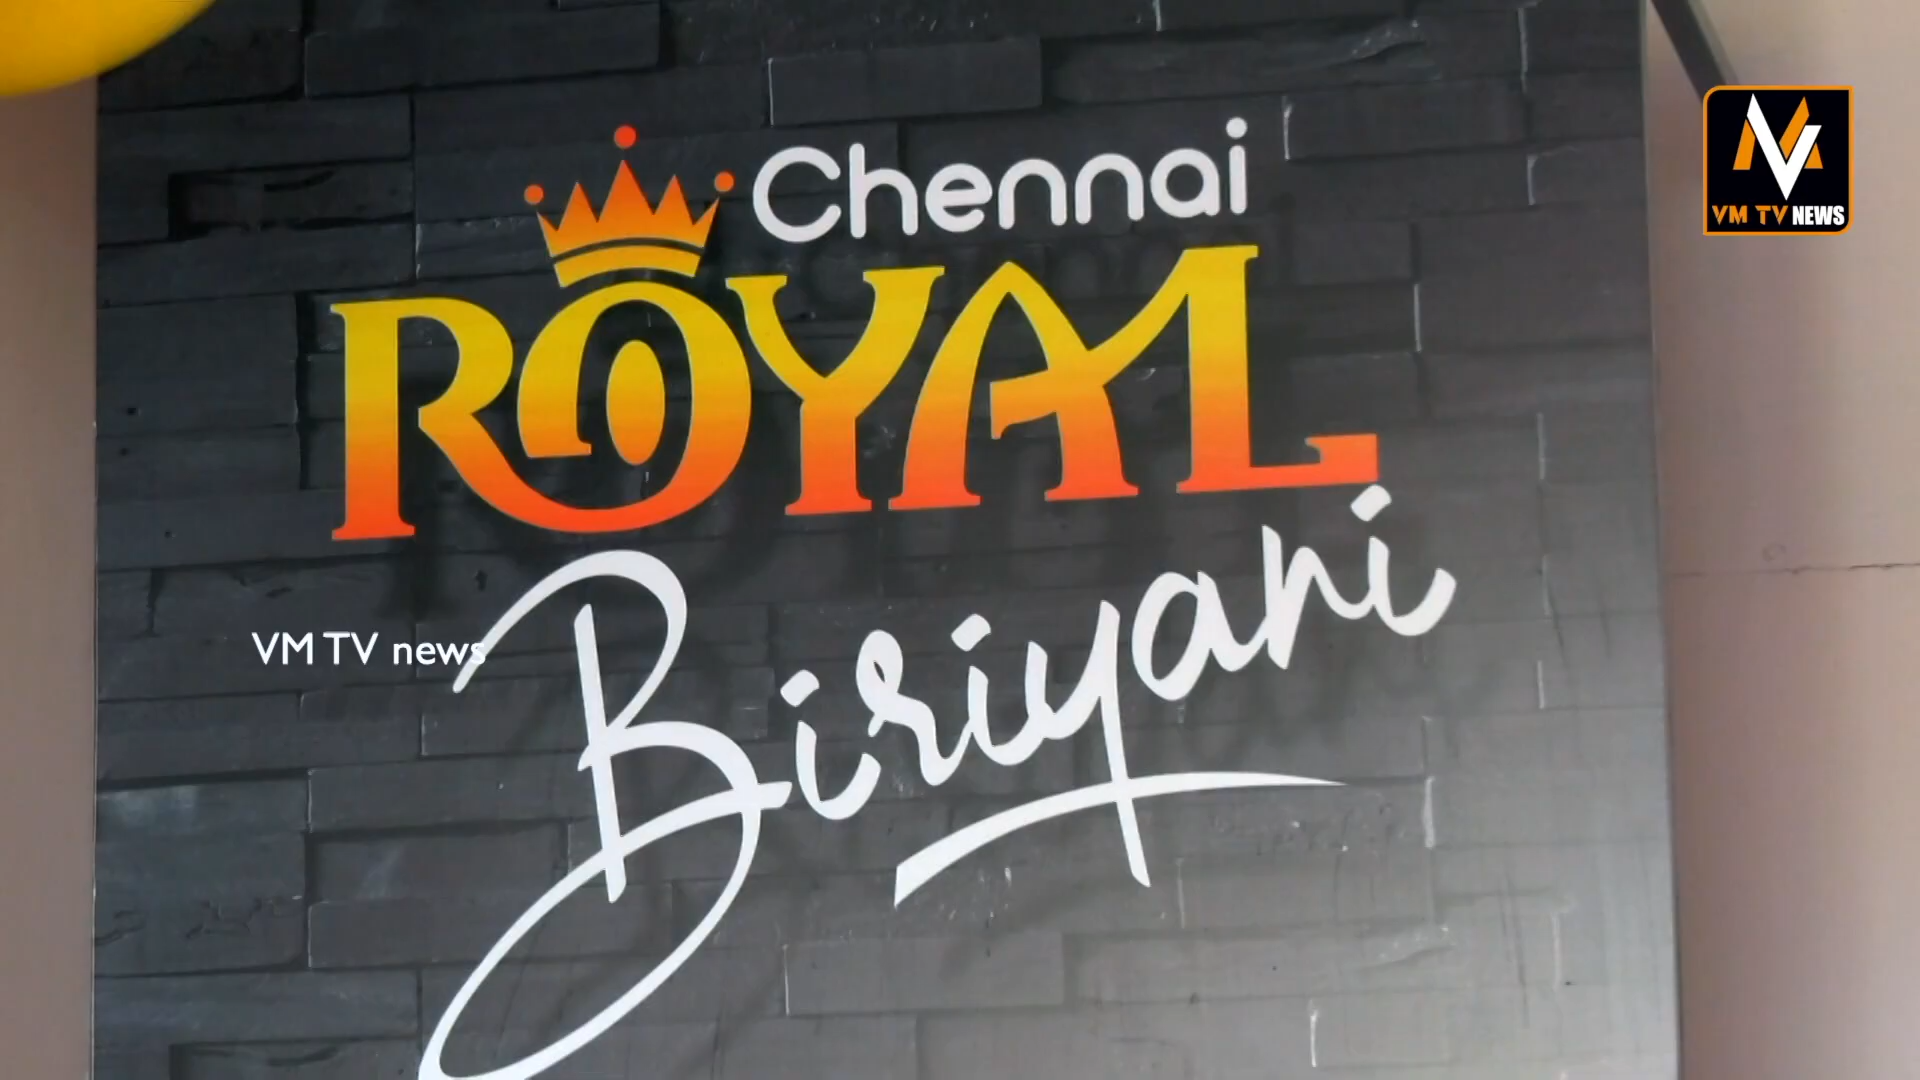 Chennai
ROYAL
Biriyani
VM TV news
VM TV NEWS